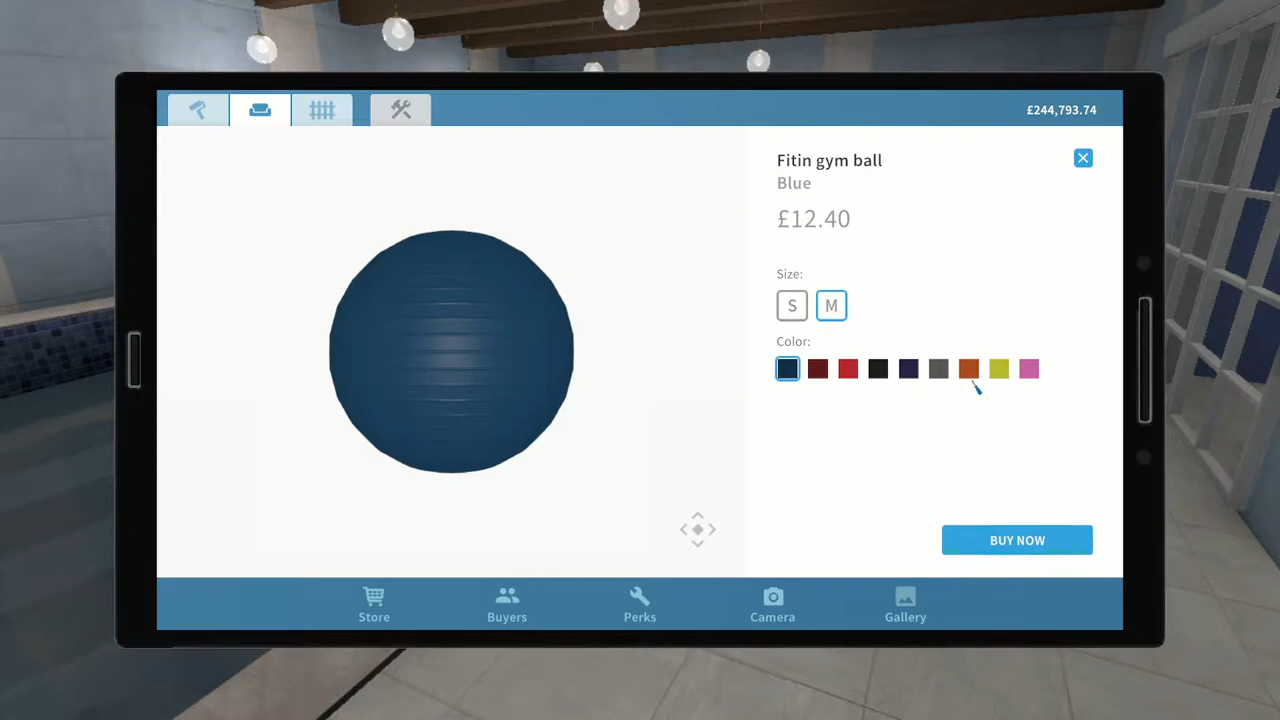 £244,793.74
Fitin gym ball
Blue
£12.40
Size:
S M
Color:
BUY NOW
Store Buyers Perks Camera Gallery